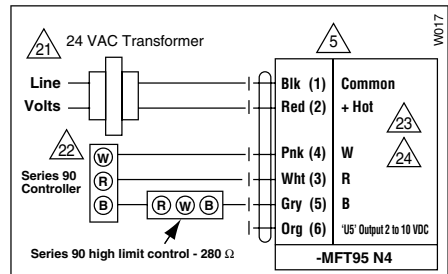 21 24 VAC Transformer
5
W017
Line
Volts
Blk (1) Common
Red (2) + Hot
23
22
24
Series 90
Controller
W
R
B
R W B
Pnk (4) W
Wht (3) R
Gry (5) B
Org (6) ‘U5’ Output 2 to 10 VDC
Series 90 high limit control - 280 Ω
-MFT95 N4